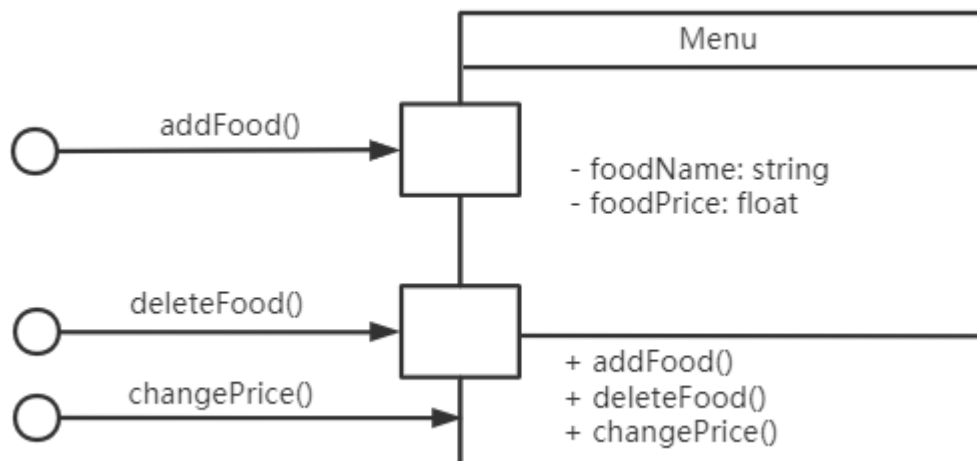 Menu
addFood()
- foodName: string
- foodPrice: float
deleteFood()
+ addFood()
+ deleteFood()
changePrice()
+ changePrice()